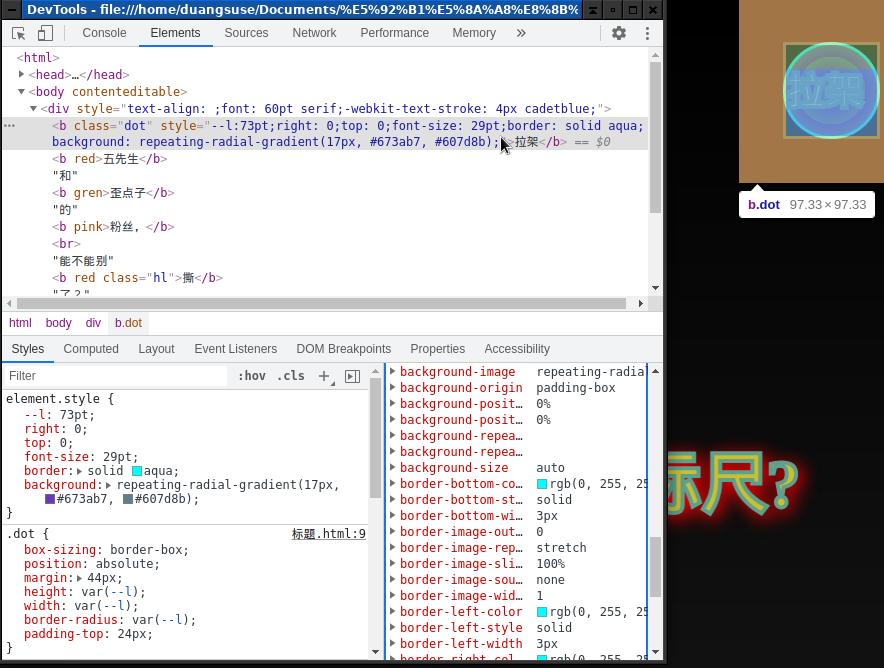 DevTools - file:///home/duangsuse/Documents/%E5%92%B1%E5%8A%A8%E8%8B%
Console Elements Sources Network Performance Memory »
<html>
<head>…</head>
<body contenteditable>
<div style="text-align: ;font: 60pt serif;-webkit-text-stroke: 4px cadetblue;">
<b class="dot" style="--l:73pt;right: 0;top: 0;font-size: 29pt;border: solid aqua;
background: repeating-radial-gradient(17px, #673ab7, #607d8b);">拉架</b> == $0
<b red>五先生</b>
"和"
<b gren>歪点子</b>
"的"
<b pink>粉丝，</b>
<br>
"能不能别"
<b red class="hl">撕</b>
"了？"
html body div b.dot
Styles Computed Layout Event Listeners DOM Breakpoints Properties Accessibility
Filter :hov .cls +
element.style {
--l: 73pt;
right: 0;
top: 0;
font-size: 29pt;
border: solid aqua;
background: repeating-radial-gradient(17px,
#673ab7, #607d8b);
}
.dot { 标题.html:9
box-sizing: border-box;
position: absolute;
margin: 44px;
height: var(--l);
width: var(--l);
border-radius: var(--l);
padding-top: 24px;
}
background-image repeating-radia
background-origin padding-box
background-posit… 0%
background-posit… 0%
background-repea…
background-repea…
background-size auto
border-bottom-co… rgb(0, 255, 25
border-bottom-st… solid
border-bottom-wi… 3px
border-image-out… 0
border-image-rep… stretch
border-image-sli… 100%
border-image-sou… none
border-image-wid… 1
border-left-color rgb(0, 255, 25
border-left-style solid
border-left-width 3px
border-right-col… rgb(0, 255, 25
拉架
b.dot 97.33×97.33
标尺?